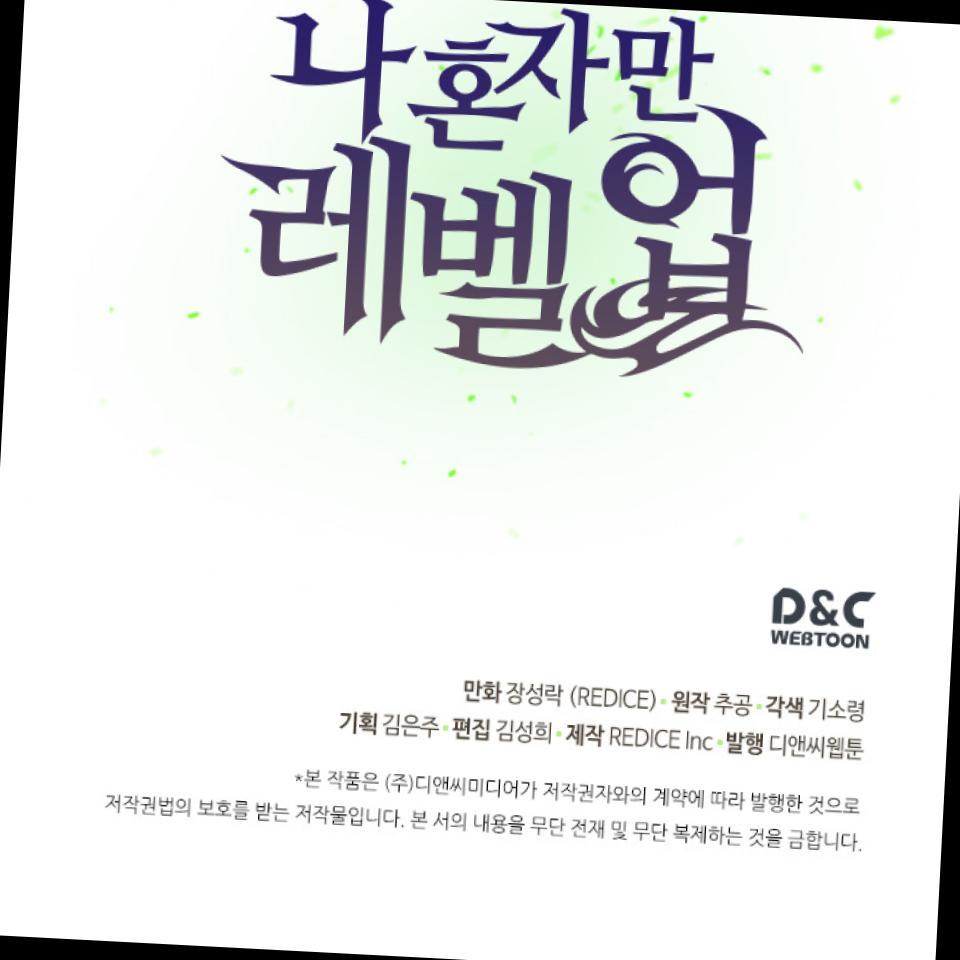 나 혼자만
레벨업
D&C
WEBTOON
만화 장성락 (REDICE) · 원작 추공 · 각색 기소령
기획 김은주 · 편집 김성희 · 제작 REDICE Inc · 발행 디앤씨웹툰
*본 작품은 (주)디앤씨미디어가 저작권자와의 계약에 따라 발행한 것으로
저작권법의 보호를 받는 저작물입니다. 본 서의 내용을 무단 전재 및 무단 복제하는 것을 금합니다.